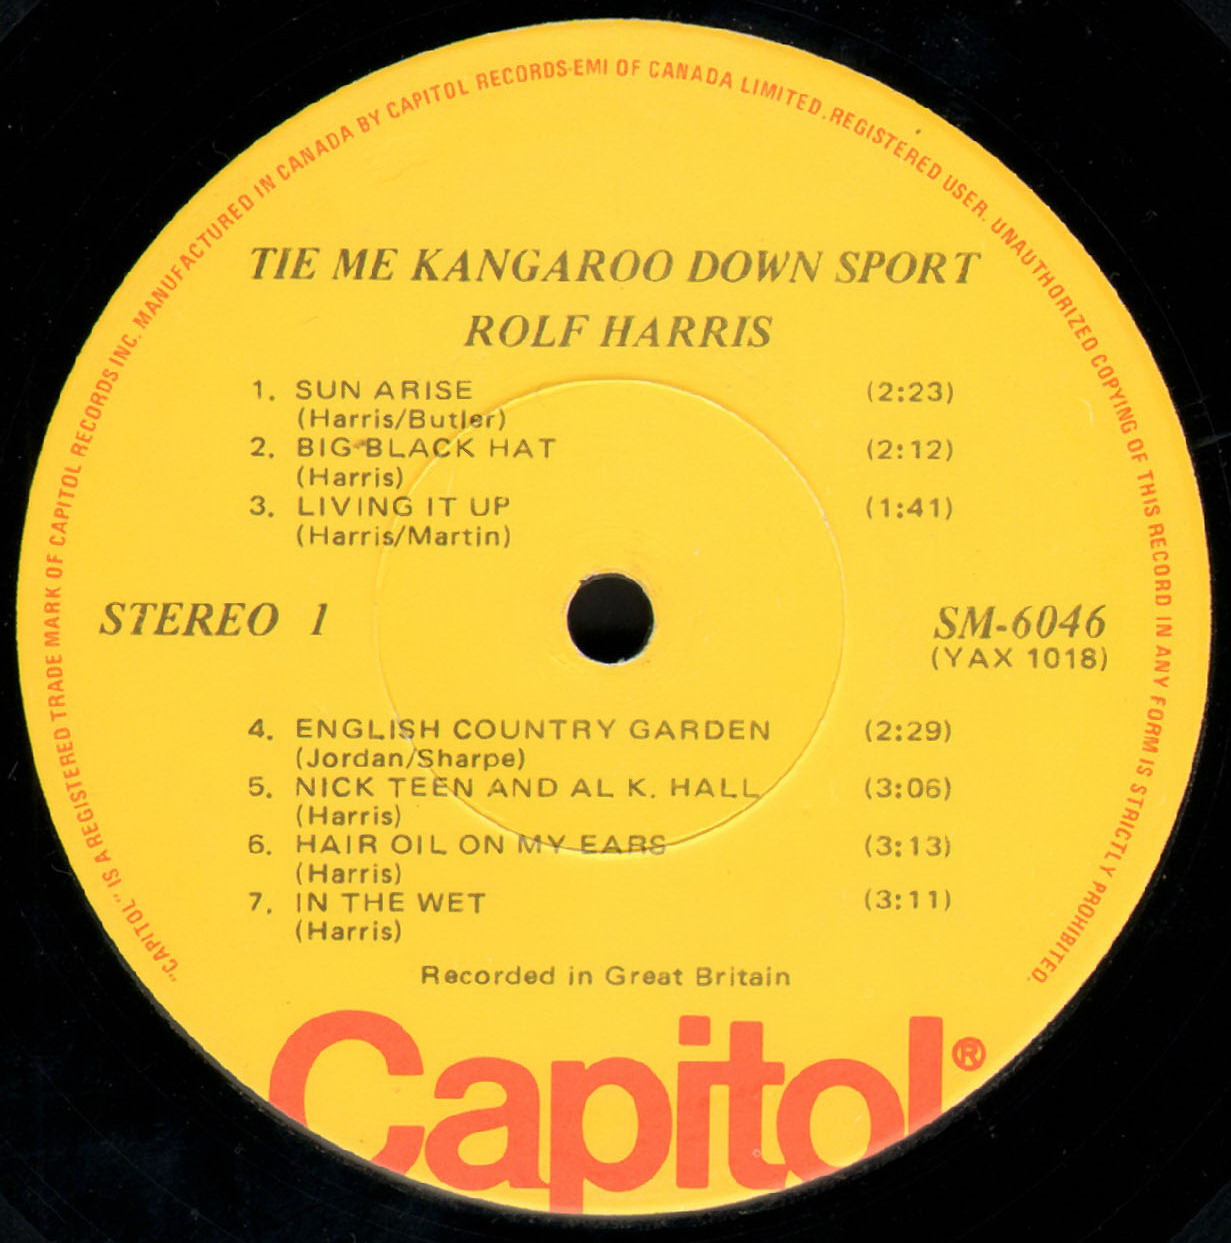 "CAPITOL" IS A REGISTERED TRADE MARK OF CAPITOL RECORDS INC. MANUFACTURED IN CANADA BY CAPITOL RECORDS-EMI OF CANADA LIMITED. REGISTERED USER. UNAUTHORIZED COPYING OF THIS RECORD IN ANY FORM IS STRICTLY PROHIBITED.
TIE ME KANGAROO DOWN SPORT
ROLF HARRIS
1. SUN ARISE (2:23)
(Harris/Butler)
2. BIG BLACK HAT (2:12)
(Harris)
3. LIVING IT UP (1:41)
(Harris/Martin)
STEREO 1 SM-6046
(YAX 1018)
4. ENGLISH COUNTRY GARDEN (2:29)
(Jordan/Sharpe)
5. NICK TEEN AND AL K. HALL (3:06)
(Harris)
6. HAIR OIL ON MY EARS (3:13)
(Harris)
7. IN THE WET (3:11)
(Harris)
Recorded in Great Britain
Capitol®